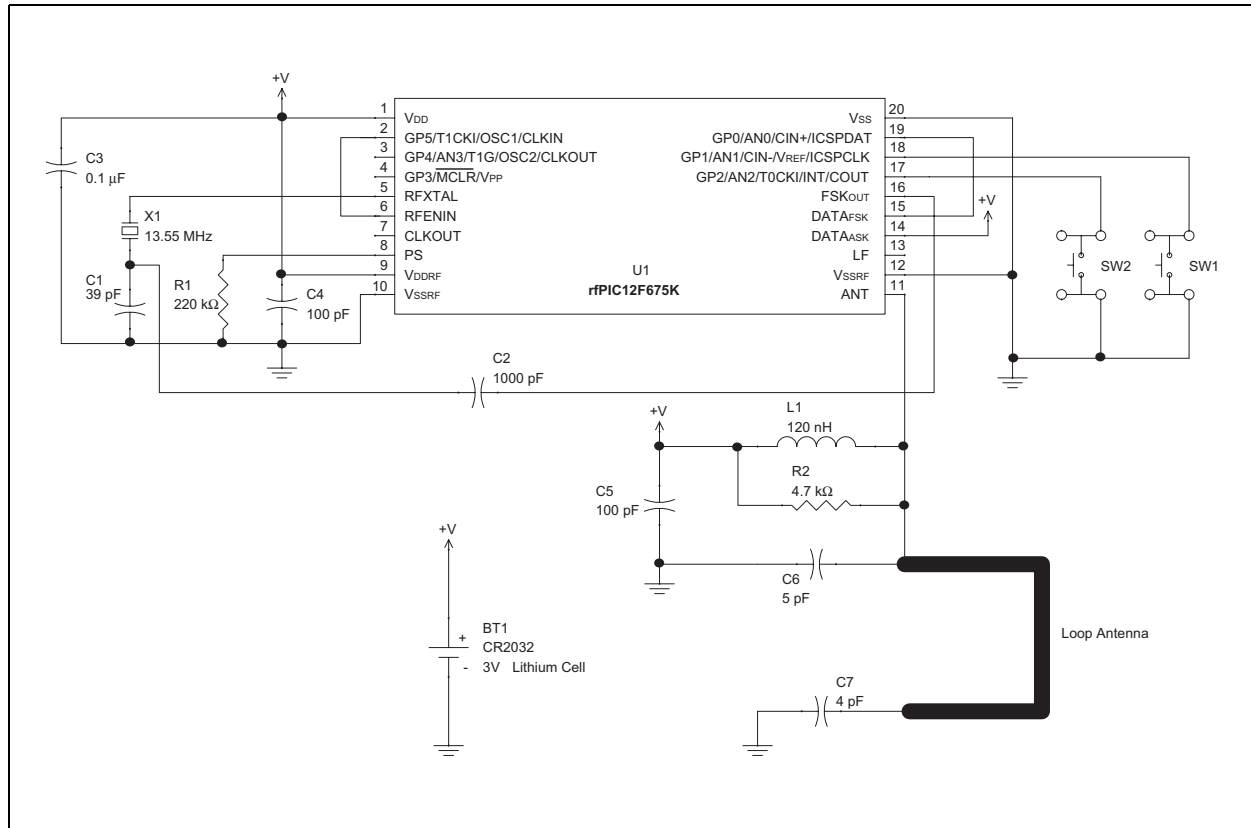 +V
1 VDD
2 GP5/T1CKI/OSC1/CLKIN
3 GP4/AN3/T1G/OSC2/CLKOUT
4 GP3/MCLR/VPP
5 RFXTAL
6 RFENIN
7 CLKOUT
8 PS
9 VDDRF
10 VSSRF
U1
rfPIC12F675K
VSS 20
GP0/AN0/CIN+/ICSPDAT 19
GP1/AN1/CIN-/VREF/ICSPCLK 18
GP2/AN2/T0CKI/INT/COUT 17
FSKOUT 16
DATAFSK 15
DATAASK 14
LF 13
VSSRF 12
ANT 11
+V
C3
0.1 µF
X1
13.55 MHz
C1
39 pF
R1
220 kΩ
C4
100 pF
SW2
SW1
C2
1000 pF
+V
L1
120 nH
R2
4.7 kΩ
C5
100 pF
C6
5 pF
+V
+
-
BT1
CR2032
3V Lithium Cell
Loop Antenna
C7
4 pF